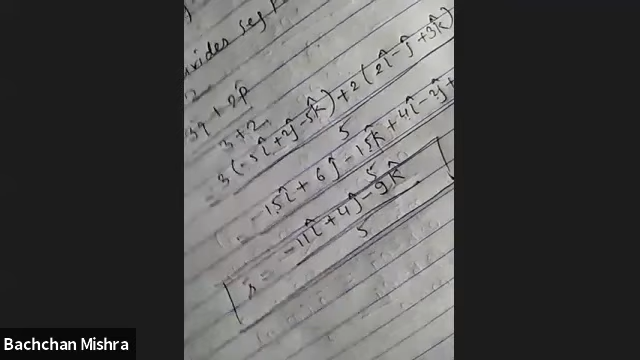 divides seg
3q + 2p
3+2
= 3(-5î+2ĵ-5k̂)+2(2î-ĵ+3k̂)
5
= -15î+6ĵ-15k̂+4î-2ĵ+
5
r̄ = -11î+4ĵ-9k̂
5
Bachchan Mishra